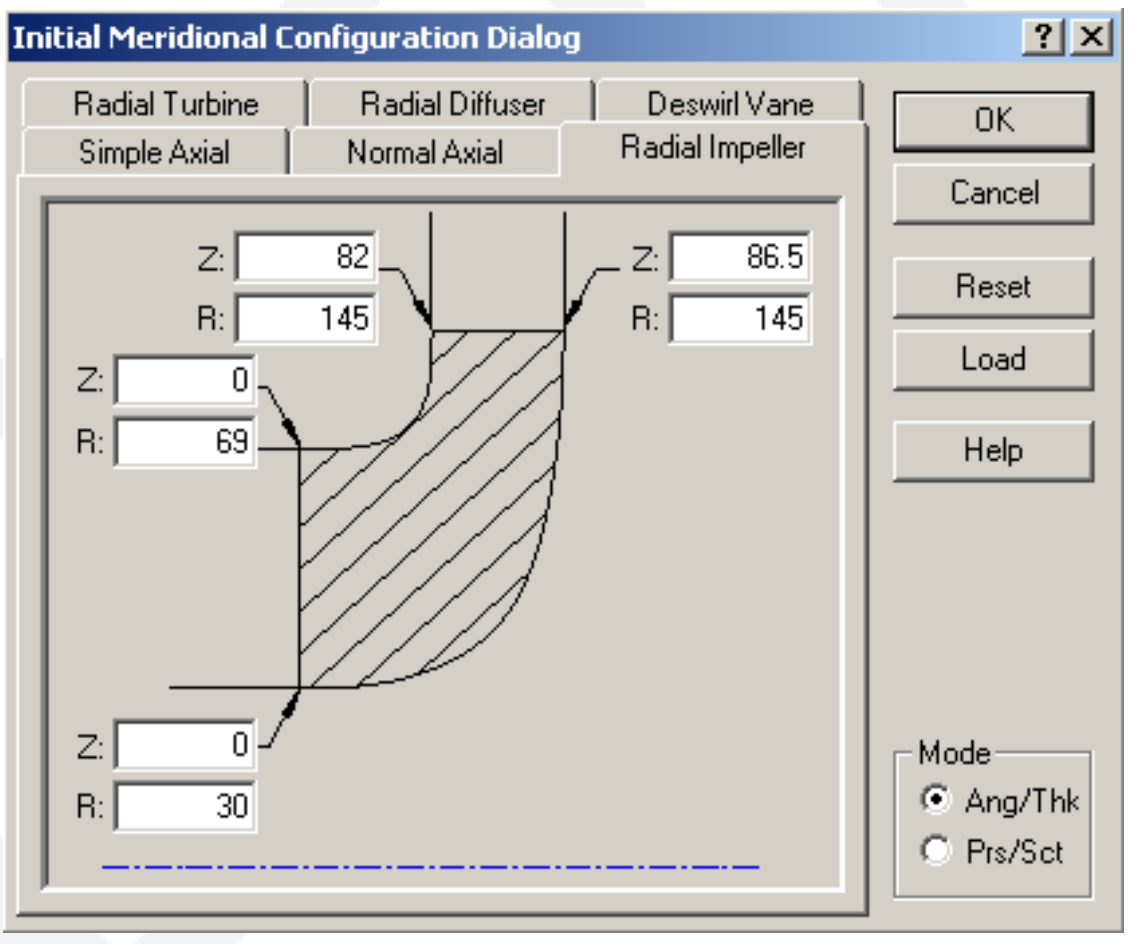 Initial Meridional Configuration Dialog ? X
Radial Turbine Radial Diffuser Deswirl Vane
Simple Axial Normal Axial Radial Impeller
OK
Cancel
Reset
Load
Help
Z: 82 Z: 86.5
R: 145 R: 145
Z: 0
R: 69
Z: 0
R: 30
Mode
Ang/Thk
Prs/Sct